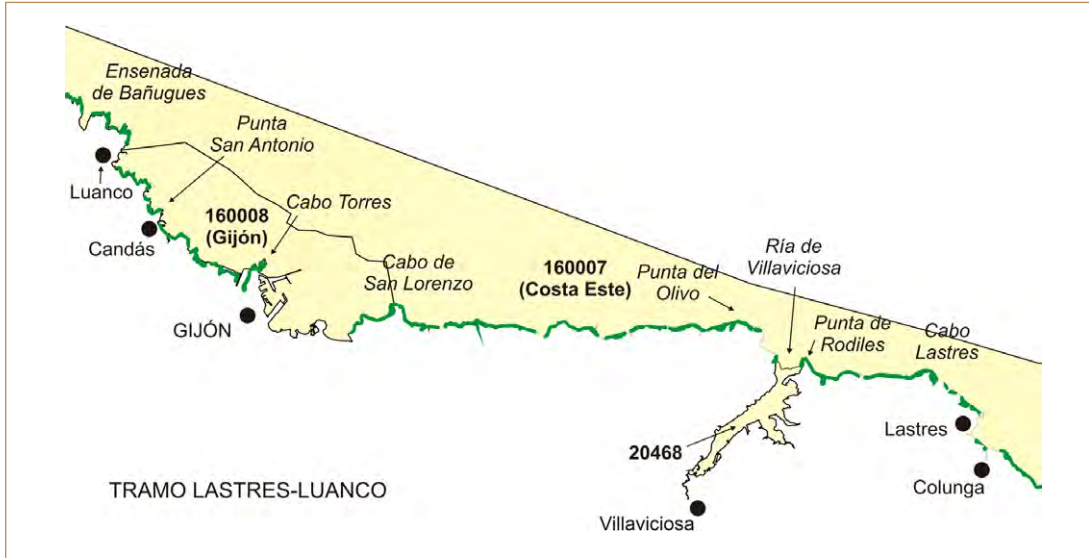 Ensenada
de Bañugues
Punta
San Antonio
Luanco
Cabo Torres
160008
(Gijón)
Candás
Cabo de
San Lorenzo
160007
(Costa Este)
Punta del
Olivo
Ría de
Villaviciosa
GIJÓN
Punta de
Rodiles
Cabo
Lastres
Lastres
20468
Colunga
TRAMO LASTRES-LUANCO
Villaviciosa